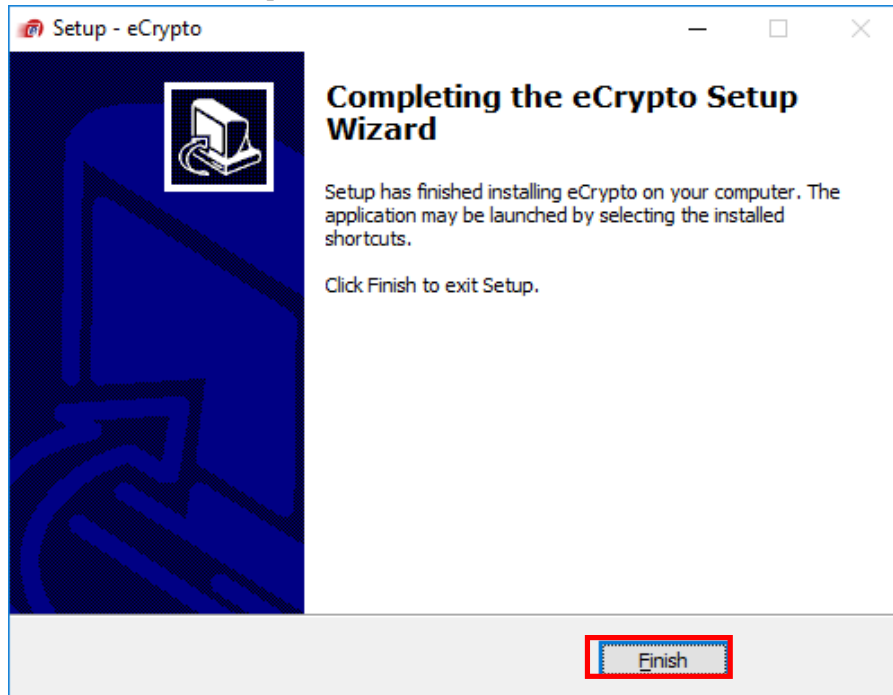 Setup - eCrypto
Completing the eCrypto Setup
Wizard
Setup has finished installing eCrypto on your computer. The
application may be launched by selecting the installed
shortcuts.
Click Finish to exit Setup.
Finish